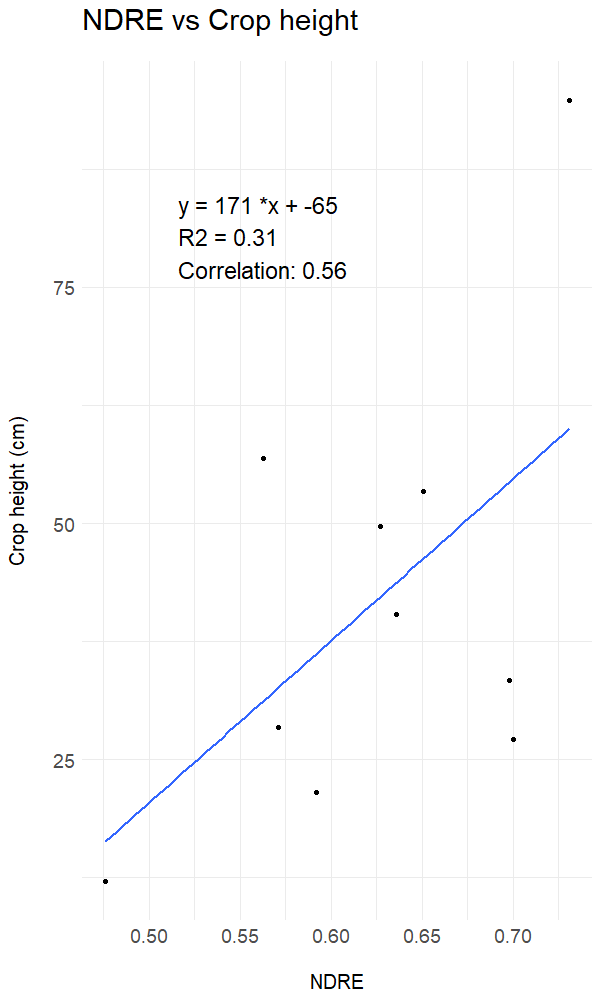 NDRE vs Crop height
y = 171 *x + -65
R2 = 0.31
Correlation: 0.56
75
50
25
Crop height (cm)
0.50 0.55 0.60 0.65 0.70
NDRE